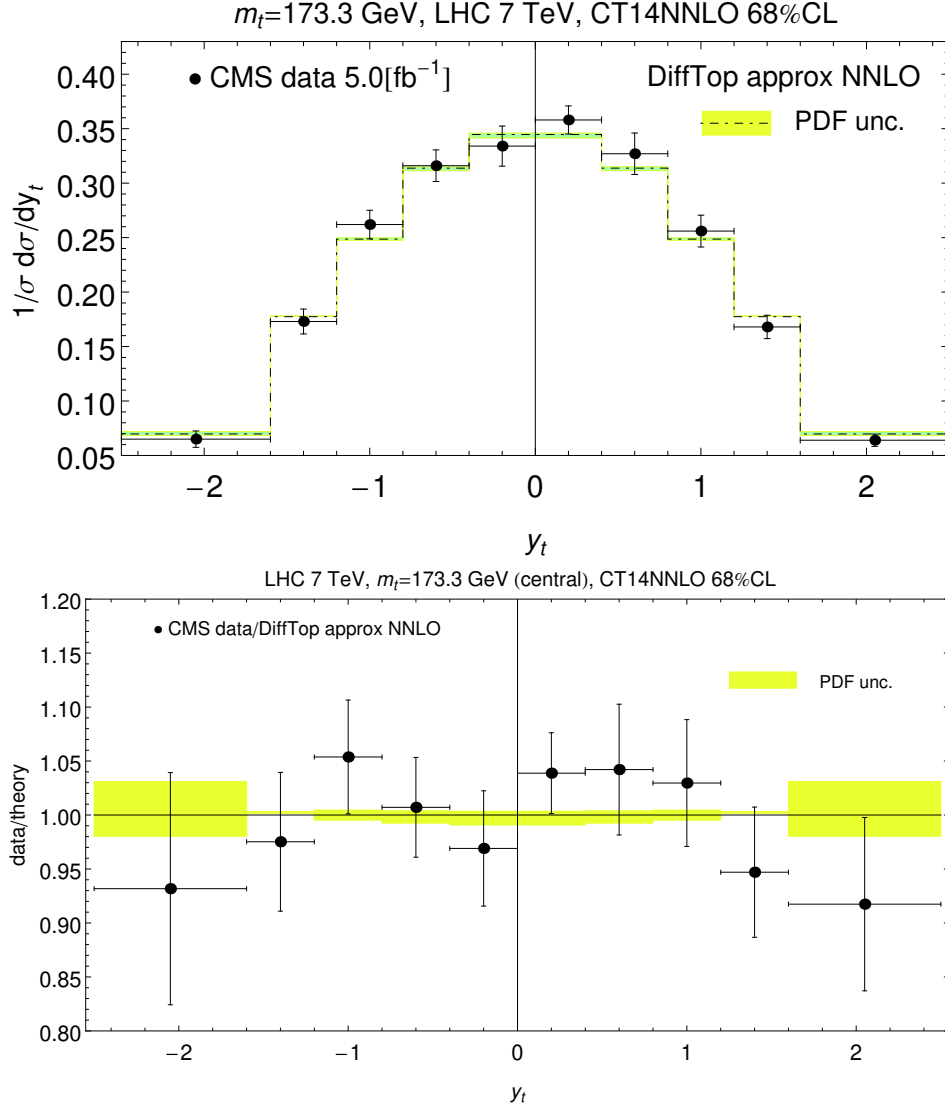 m_t=173.3 GeV, LHC 7 TeV, CT14NNLO 68%CL
0.40
● CMS data 5.0[fb⁻¹]
DiffTop approx NNLO
PDF unc.
0.35
0.30
0.25
0.20
0.15
0.10
0.05
1/σ dσ/dy_t
−2
−1
0
1
2
y_t
LHC 7 TeV, m_t=173.3 GeV (central), CT14NNLO 68%CL
1.20
● CMS data/DiffTop approx NNLO
1.15
PDF unc.
1.10
1.05
1.00
0.95
0.90
0.85
0.80
data/theory
−2
−1
0
1
2
y_t